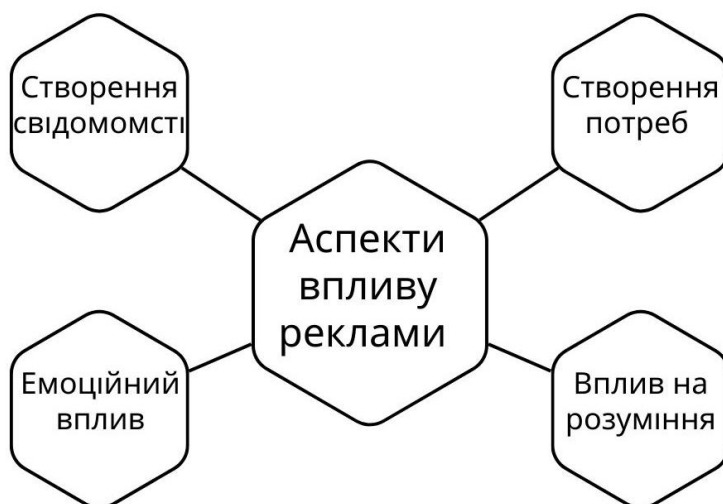 Створення
свідомомсті
Створення
потреб
Аспекти
впливу
реклами
Емоційний
вплив
Вплив на
розуміння